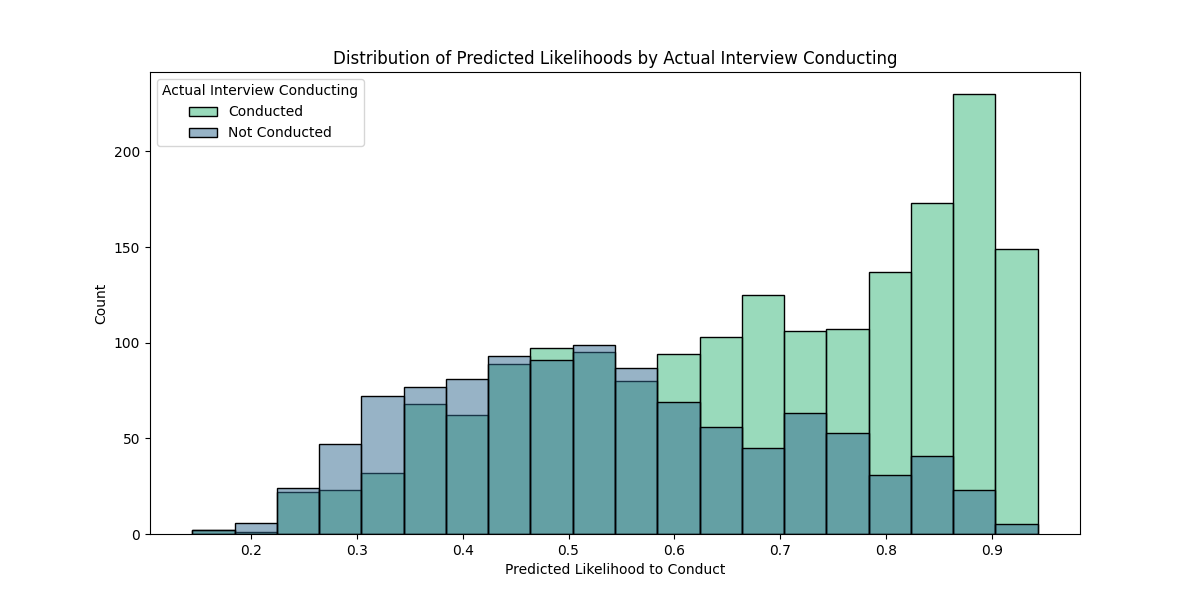 Distribution of Predicted Likelihoods by Actual Interview Conducting
Actual Interview Conducting
Conducted
Not Conducted
Count
200
150
100
50
0
0.2 0.3 0.4 0.5 0.6 0.7 0.8 0.9
Predicted Likelihood to Conduct